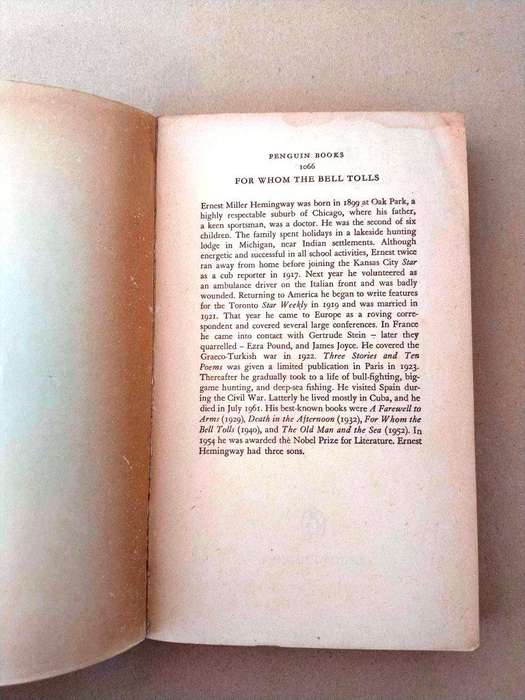 PENGUIN BOOKS
1066
FOR WHOM THE BELL TOLLS
Ernest Miller Hemingway was born in 1899 at Oak Park, a
highly respectable suburb of Chicago, where his father,
a keen sportsman, was a doctor. He was the second of six
children. The family spent holidays in a lakeside hunting
lodge in Michigan, near Indian settlements. Although
energetic and successful in all school activities, Ernest twice
ran away from home before joining the Kansas City Star
as a cub reporter in 1917. Next year he volunteered as
an ambulance driver on the Italian front and was badly
wounded. Returning to America he began to write features
for the Toronto Star Weekly in 1919 and was married in
1921. That year he came to Europe as a roving corre-
spondent and covered several large conferences. In France
he came into contact with Gertrude Stein – later they
quarrelled – Ezra Pound, and James Joyce. He covered the
Graeco-Turkish war in 1922. Three Stories and Ten
Poems was given a limited publication in Paris in 1923.
Thereafter he gradually took to a life of bull-fighting, big-
game hunting, and deep-sea fishing. He visited Spain dur-
ing the Civil War. Latterly he lived mostly in Cuba, and he
died in July 1961. His best-known books were A Farewell to
Arms (1929), Death in the Afternoon (1932), For Whom the
Bell Tolls (1940), and The Old Man and the Sea (1952). In
1954 he was awarded the Nobel Prize for Literature. Ernest
Hemingway had three sons.